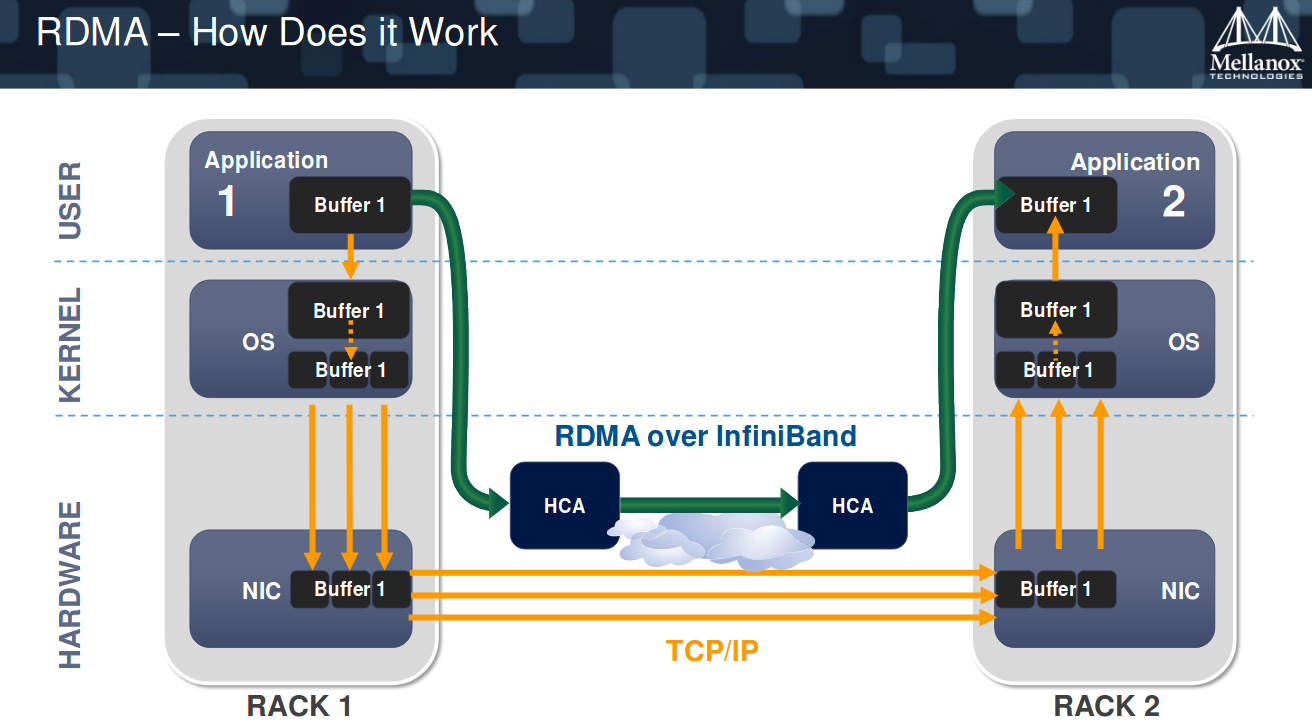 RDMA – How Does it Work
Mellanox
TECHNOLOGIES
USER
KERNEL
HARDWARE
Application
1
Buffer 1
OS
Buffer 1
Buffer 1
NIC
Buffer 1
RACK 1
RDMA over InfiniBand
HCA
HCA
TCP/IP
Application
2
Buffer 1
Buffer 1
OS
Buffer 1
Buffer 1
NIC
RACK 2